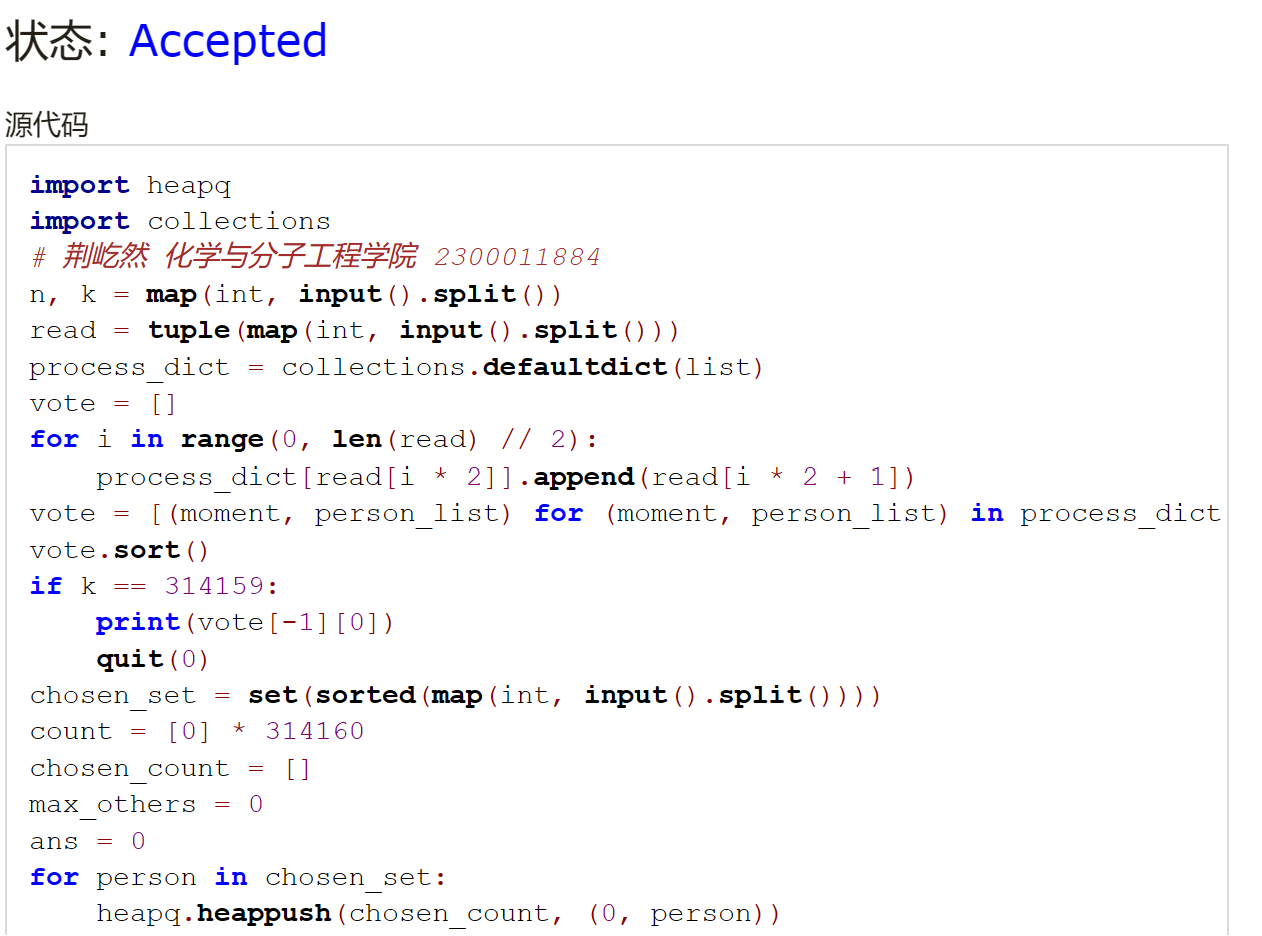 状态: Accepted
源代码
import heapq
import collections
# 荆屹然 化学与分子工程学院 2300011884
n, k = map(int, input().split())
read = tuple(map(int, input().split()))
process_dict = collections.defaultdict(list)
vote = []
for i in range(0, len(read) // 2):
    process_dict[read[i * 2]].append(read[i * 2 + 1])
vote = [(moment, person_list) for (moment, person_list) in process_dict
vote.sort()
if k == 314159:
    print(vote[-1][0])
    quit(0)
chosen_set = set(sorted(map(int, input().split())))
count = [0] * 314160
chosen_count = []
max_others = 0
ans = 0
for person in chosen_set:
    heapq.heappush(chosen_count, (0, person))